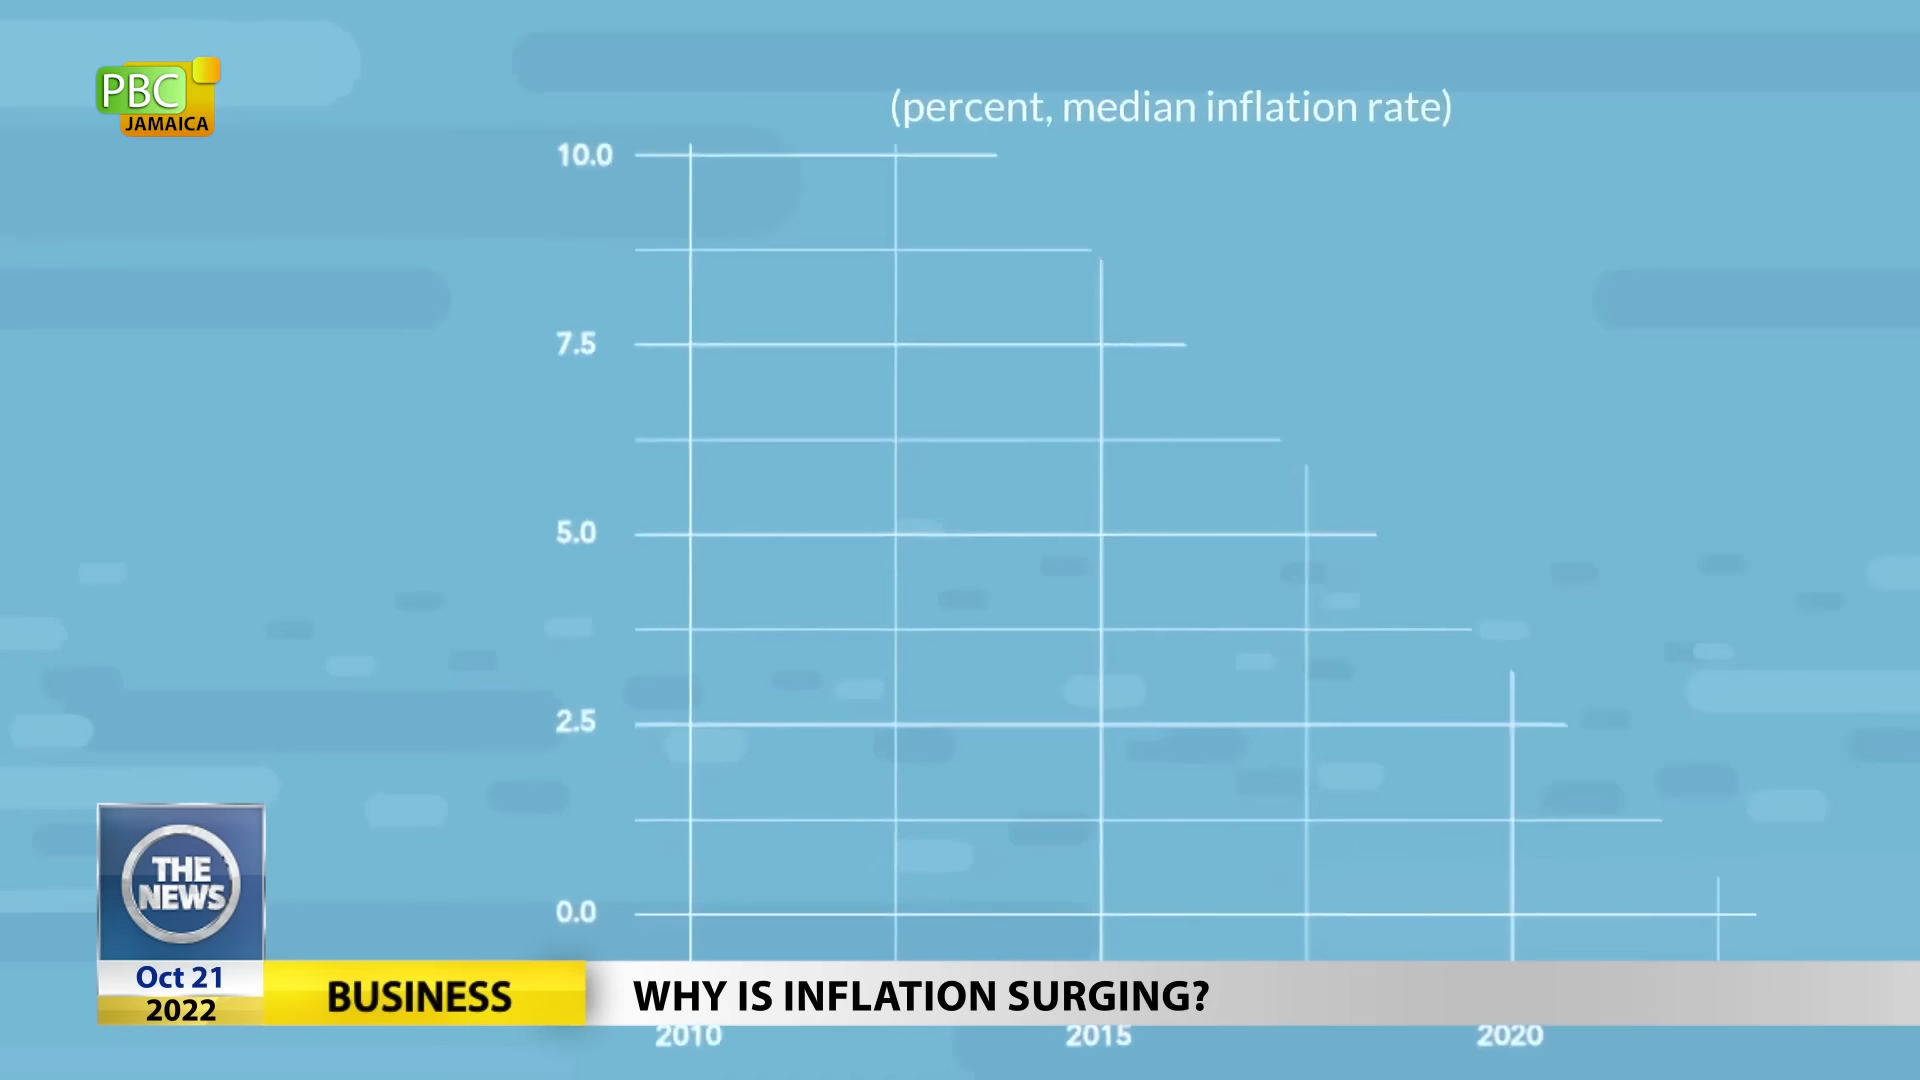 PBC
JAMAICA
(percent, median inflation rate)
10.0
7.5
5.0
2.5
0.0
THE
NEWS
Oct 21
2022
BUSINESS
WHY IS INFLATION SURGING?
2010
2015
2020